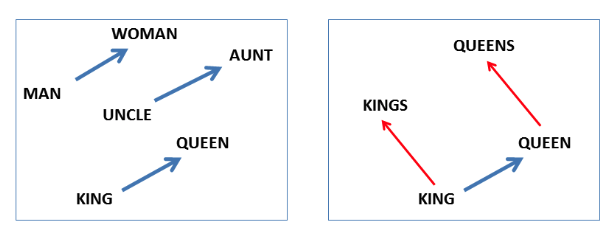 WOMAN
AUNT
MAN
UNCLE
QUEEN
KING
QUEENS
KINGS
QUEEN
KING